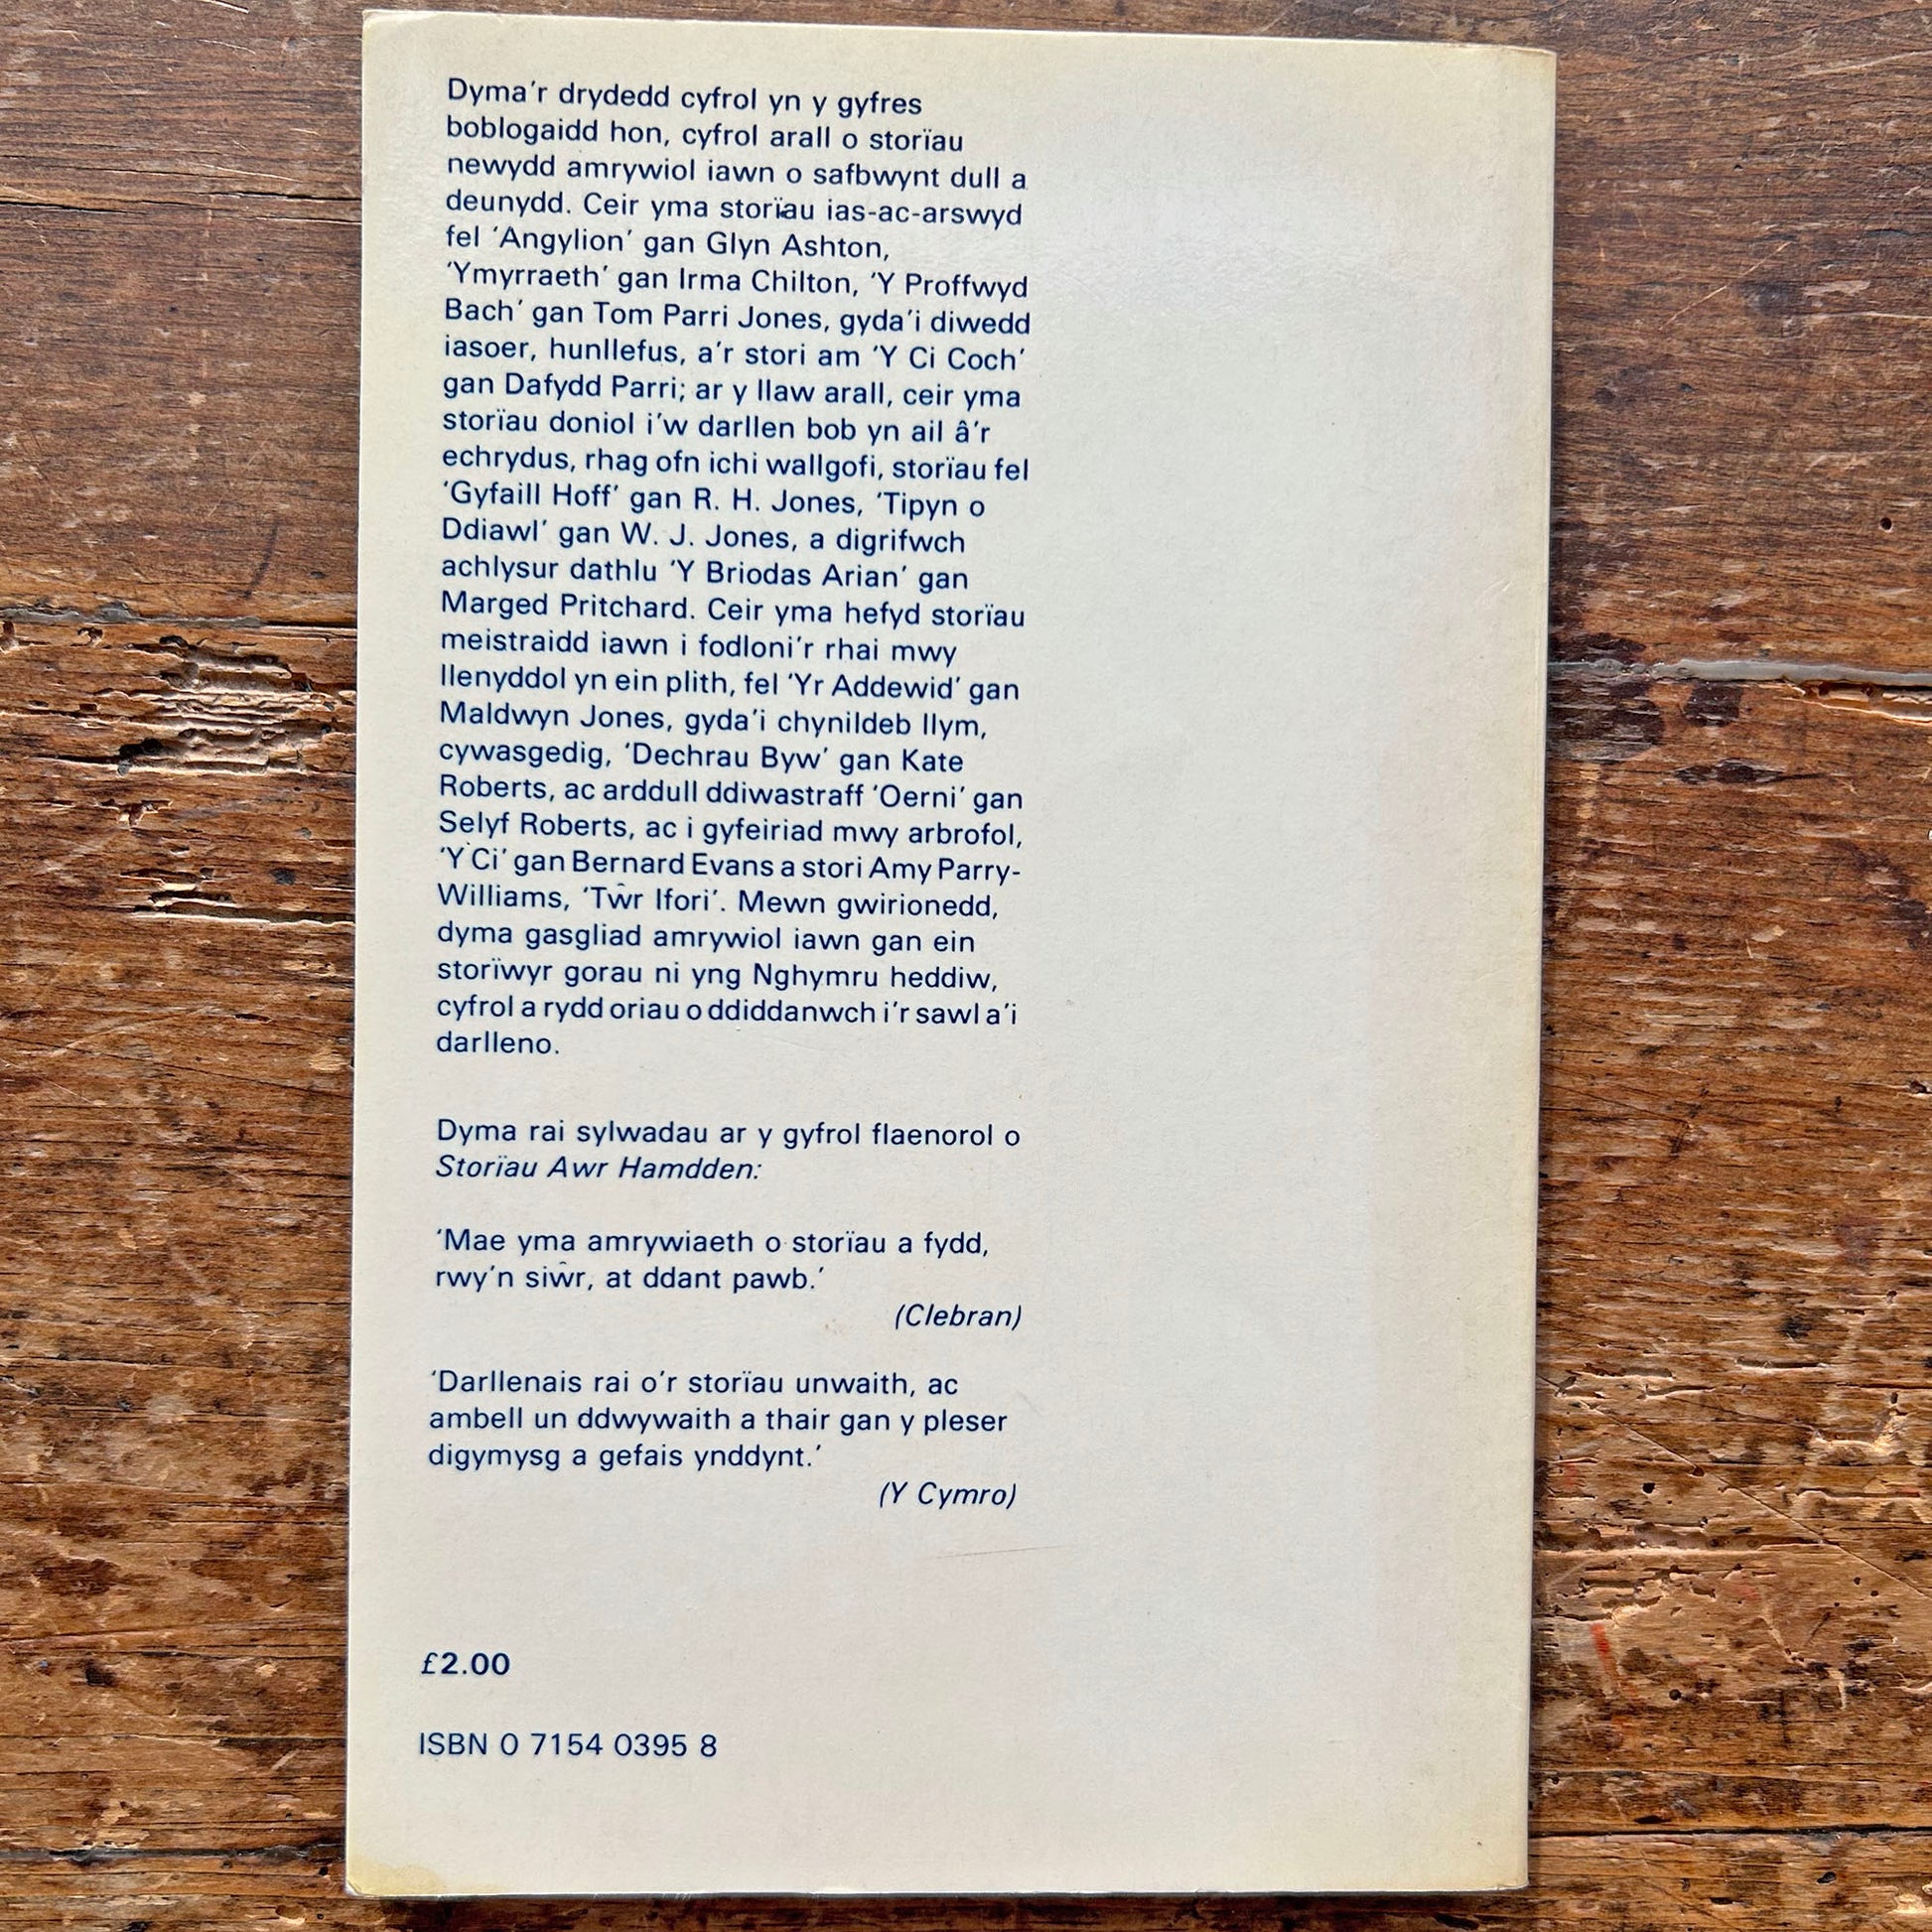 Dyma'r drydedd cyfrol yn y gyfres
boblogaidd hon, cyfrol arall o storïau
newydd amrywiol iawn o safbwynt dull a
deunydd. Ceir yma storïau ias-ac-arswyd
fel 'Angylion' gan Glyn Ashton,
'Ymyrraeth' gan Irma Chilton, 'Y Proffwyd
Bach' gan Tom Parri Jones, gyda'i diwedd
iasoer, hunllefus, a'r stori am 'Y Ci Coch'
gan Dafydd Parri; ar y llaw arall, ceir yma
storïau doniol i'w darllen bob yn ail â'r
echrydus, rhag ofn ichi wallgofi, storïau fel
'Gyfaill Hoff' gan R. H. Jones, 'Tipyn o
Ddiawl' gan W. J. Jones, a digrifwch
achlysur dathlu 'Y Briodas Arian' gan
Marged Pritchard. Ceir yma hefyd storïau
meistraidd iawn i fodloni'r rhai mwy
llenyddol yn ein plith, fel 'Yr Addewid' gan
Maldwyn Jones, gyda'i chynildeb llym,
cywasgedig, 'Dechrau Byw' gan Kate
Roberts, ac arddull ddiwastraff 'Oerni' gan
Selyf Roberts, ac i gyfeiriad mwy arbrofol,
'Y Ci' gan Bernard Evans a stori Amy Parry-
Williams, 'Tŵr Ifori'. Mewn gwirionedd,
dyma gasgliad amrywiol iawn gan ein
storïwyr gorau ni yng Nghymru heddiw,
cyfrol a rydd oriau o ddiddanwch i'r sawl a'i
darlleno.
Dyma rai sylwadau ar y gyfrol flaenorol o
Storïau Awr Hamdden:
'Mae yma amrywiaeth o storïau a fydd,
rwy'n siŵr, at ddant pawb.'
(Clebran)
'Darllenais rai o'r storïau unwaith, ac
ambell un ddwywaith a thair gan y pleser
digymysg a gefais ynddynt.'
(Y Cymro)
£2.00
ISBN 0 7154 0395 8